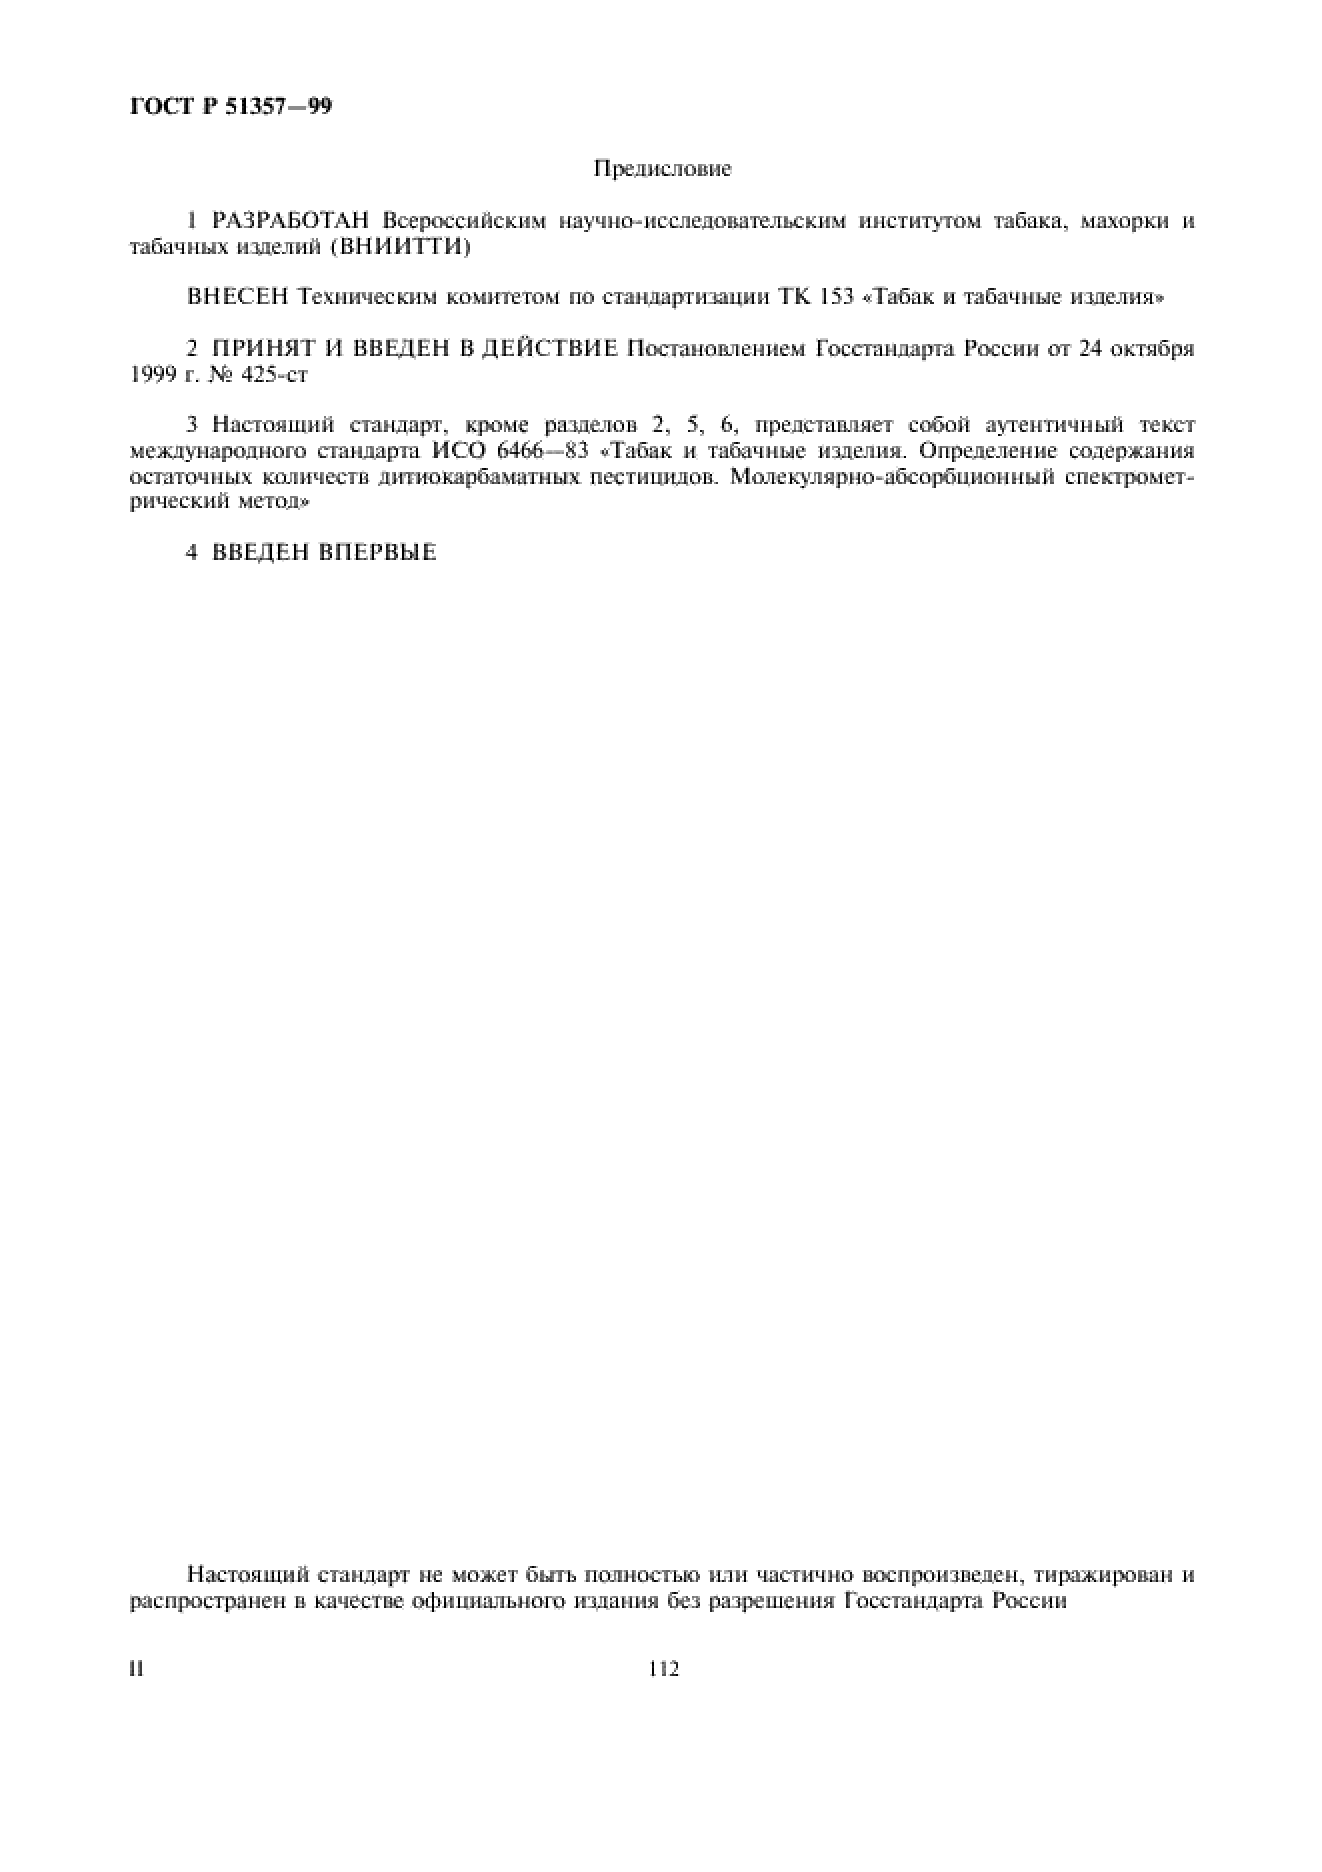 ГОСТ Р 51357—99
Предисловие
1 РАЗРАБОТАН Всероссийским научно-исследовательским институтом табака, махорки и
табачных изделий (ВНИИТТИ)
ВНЕСЕН Техническим комитетом по стандартизации ТК 153 «Табак и табачные изделия»
2 ПРИНЯТ И ВВЕДЕН В ДЕЙСТВИЕ Постановлением Госстандарта России от 24 октября
1999 г. № 425-ст
3 Настоящий стандарт, кроме разделов 2, 5, 6, представляет собой аутентичный текст
международного стандарта ИСО 6466—83 «Табак и табачные изделия. Определение содержания
остаточных количеств дитиокарбаматных пестицидов. Молекулярно-абсорбционный спектромет-
рический метод»
4 ВВЕДЕН ВПЕРВЫЕ
Настоящий стандарт не может быть полностью или частично воспроизведен, тиражирован и
распространен в качестве официального издания без разрешения Госстандарта России
II 112